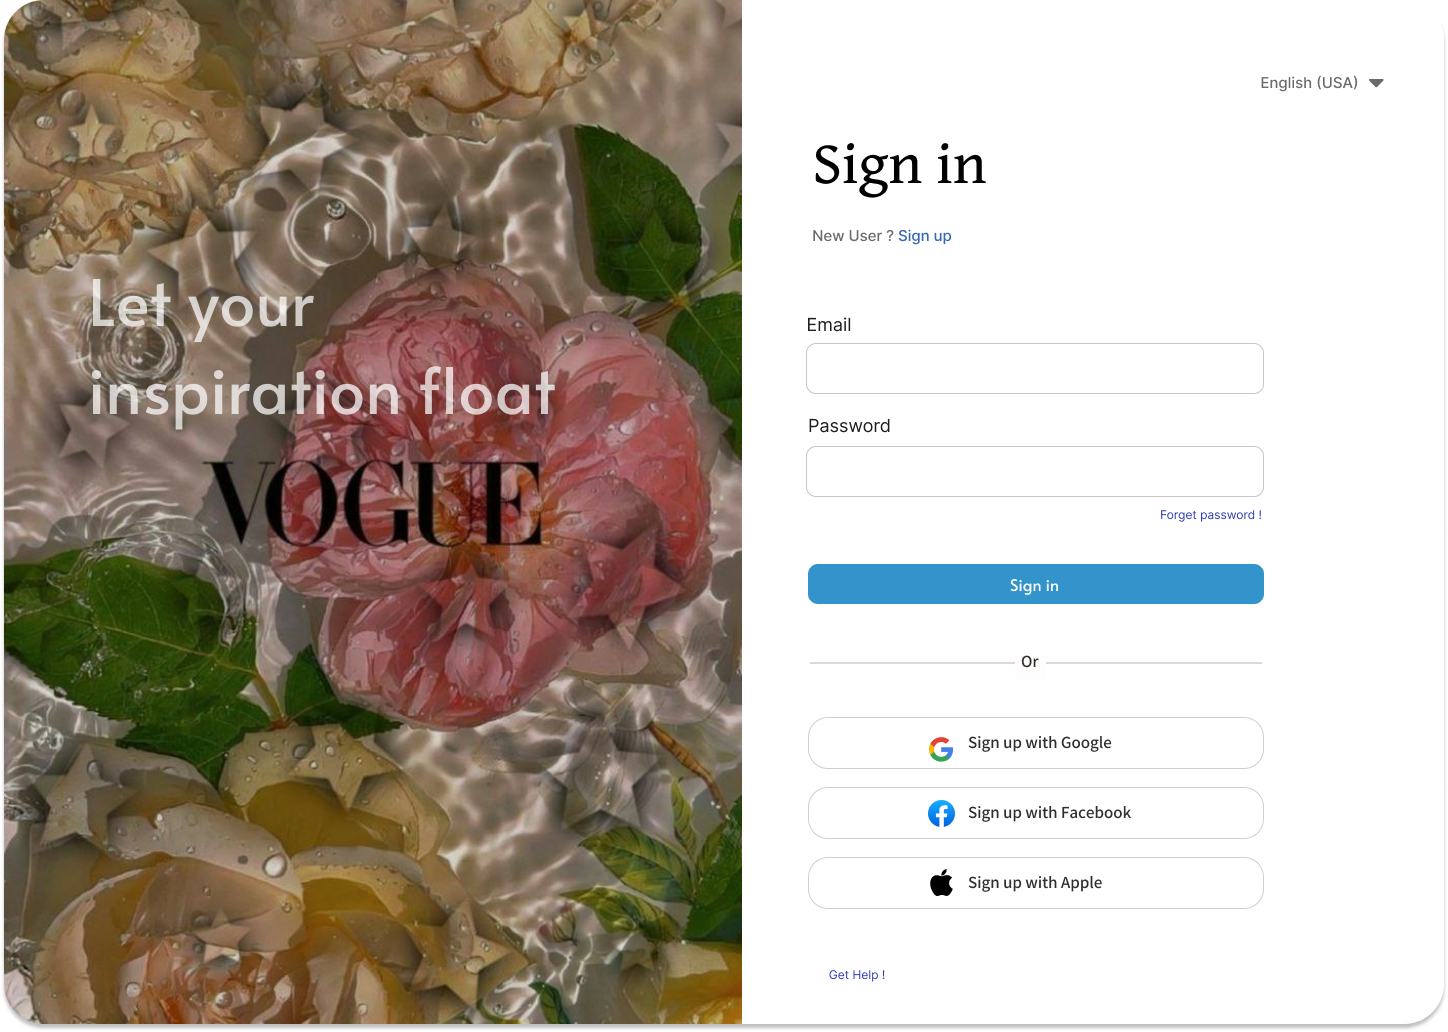 Let your
inspiration float
VOGUE
English (USA)
Sign in
New User ? Sign up
Email
Password
Forget password !
Sign in
Or
Sign up with Google
Sign up with Facebook
Sign up with Apple
Get Help !